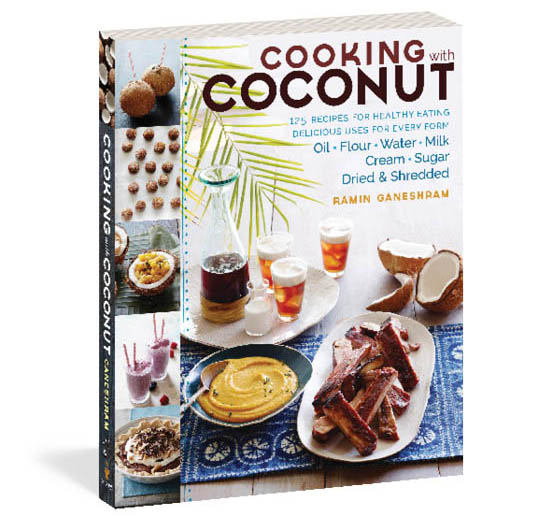 COOKING with
COCONUT
125 RECIPES FOR HEALTHY EATING
DELICIOUS USES FOR EVERY FORM
Oil • Flour • Water • Milk
Cream • Sugar
Dried & Shredded
RAMIN GANESHRAM
COOKING with COCONUT GANESHRAM